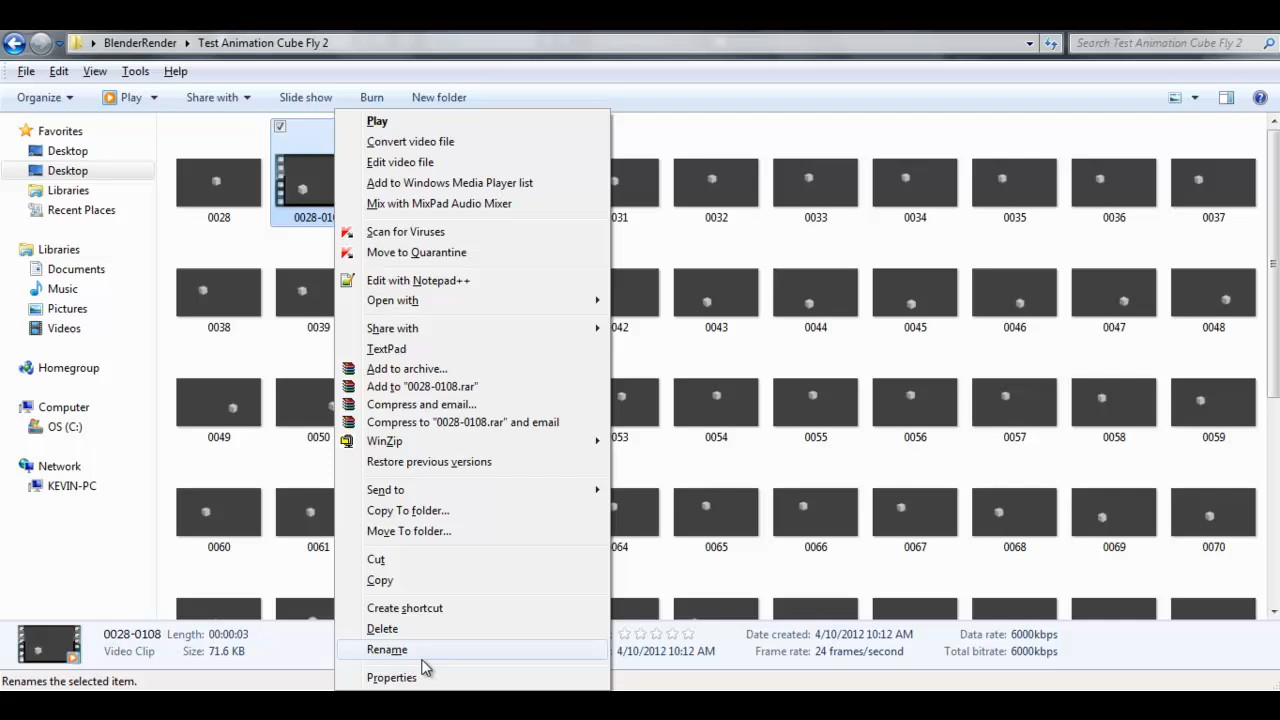 BlenderRender
Test Animation Cube Fly 2
Search Test Animation Cube Fly 2
File Edit View Tools Help
Organize Play Share with Slide show Burn New folder
Favorites
Desktop
Desktop
Libraries
Recent Places
Libraries
Documents
Music
Pictures
Videos
Homegroup
Computer
OS (C:)
Network
KEVIN-PC
Play
Convert video file
Edit video file
Add to Windows Media Player list
Mix with MixPad Audio Mixer
Scan for Viruses
Move to Quarantine
Edit with Notepad++
Open with
Share with
TextPad
Add to archive...
Add to "0028-0108.rar"
Compress and email...
Compress to "0028-0108.rar" and email
WinZip
Restore previous versions
Send to
Copy To folder...
Move To folder...
Cut
Copy
Create shortcut
Delete
Rename
Properties
0028 0028-010 031 0032 0033 0034 0035 0036 0037
0038 0039 042 0043 0044 0045 0046 0047 0048
0049 0050 053 0054 0055 0056 0057 0058 0059
0060 0061 064 0065 0066 0067 0068 0069 0070
0028-0108 Length: 00:00:03 Date created: 4/10/2012 10:12 AM Data rate: 6000kbps
Video Clip Size: 71.6 KB 4/10/2012 10:12 AM Frame rate: 24 frames/second Total bitrate: 6000kbps
Renames the selected item.